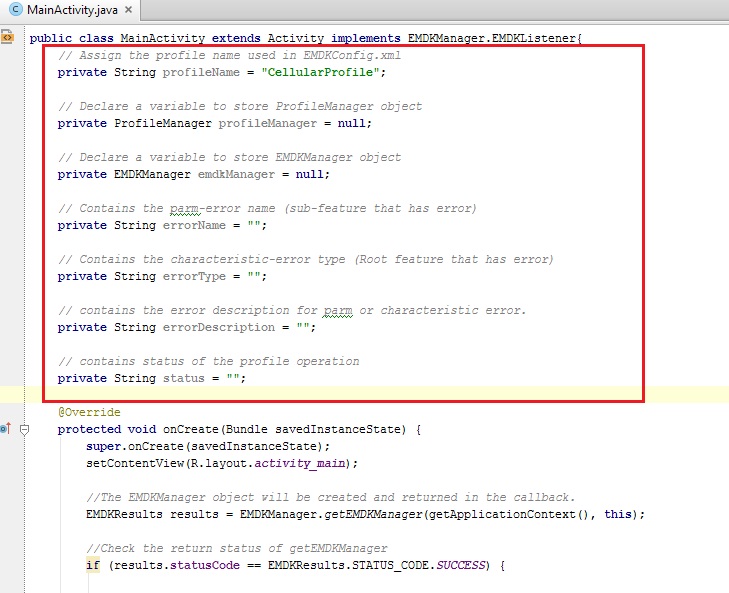 MainActivity.java
public class MainActivity extends Activity implements EMDKManager.EMDKListener{
// Assign the profile name used in EMDKConfig.xml
private String profileName = "CellularProfile";
// Declare a variable to store ProfileManager object
private ProfileManager profileManager = null;
// Declare a variable to store EMDKManager object
private EMDKManager emdkManager = null;
// Contains the parm-error name (sub-feature that has error)
private String errorName = "";
// Contains the characteristic-error type (Root feature that has error)
private String errorType = "";
// contains the error description for parm or characteristic error.
private String errorDescription = "";
// contains status of the profile operation
private String status = "";
@Override
protected void onCreate(Bundle savedInstanceState) {
super.onCreate(savedInstanceState);
setContentView(R.layout.activity_main);
//The EMDKManager object will be created and returned in the callback.
EMDKResults results = EMDKManager.getEMDKManager(getApplicationContext(), this);
//Check the return status of getEMDKManager
if (results.statusCode == EMDKResults.STATUS_CODE.SUCCESS) {